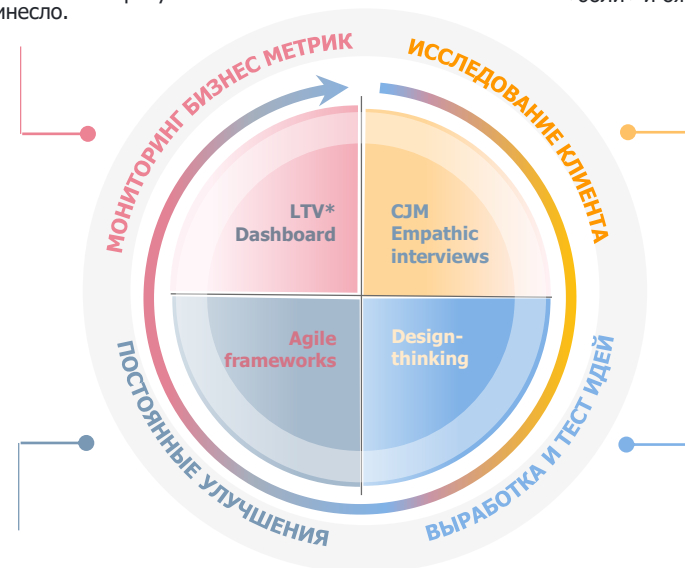 инесло.
МОНИТОРИНГ БИЗНЕС МЕТРИК
ИССЛЕДОВАНИЕ КЛИЕНТА
LTV*
Dashboard
CJM
Empathic
interviews
Agile
frameworks
Design-
thinking
ПОСТОЯННЫЕ УЛУЧШЕНИЯ
ВЫРАБОТКА И ТЕСТ ИДЕЙ